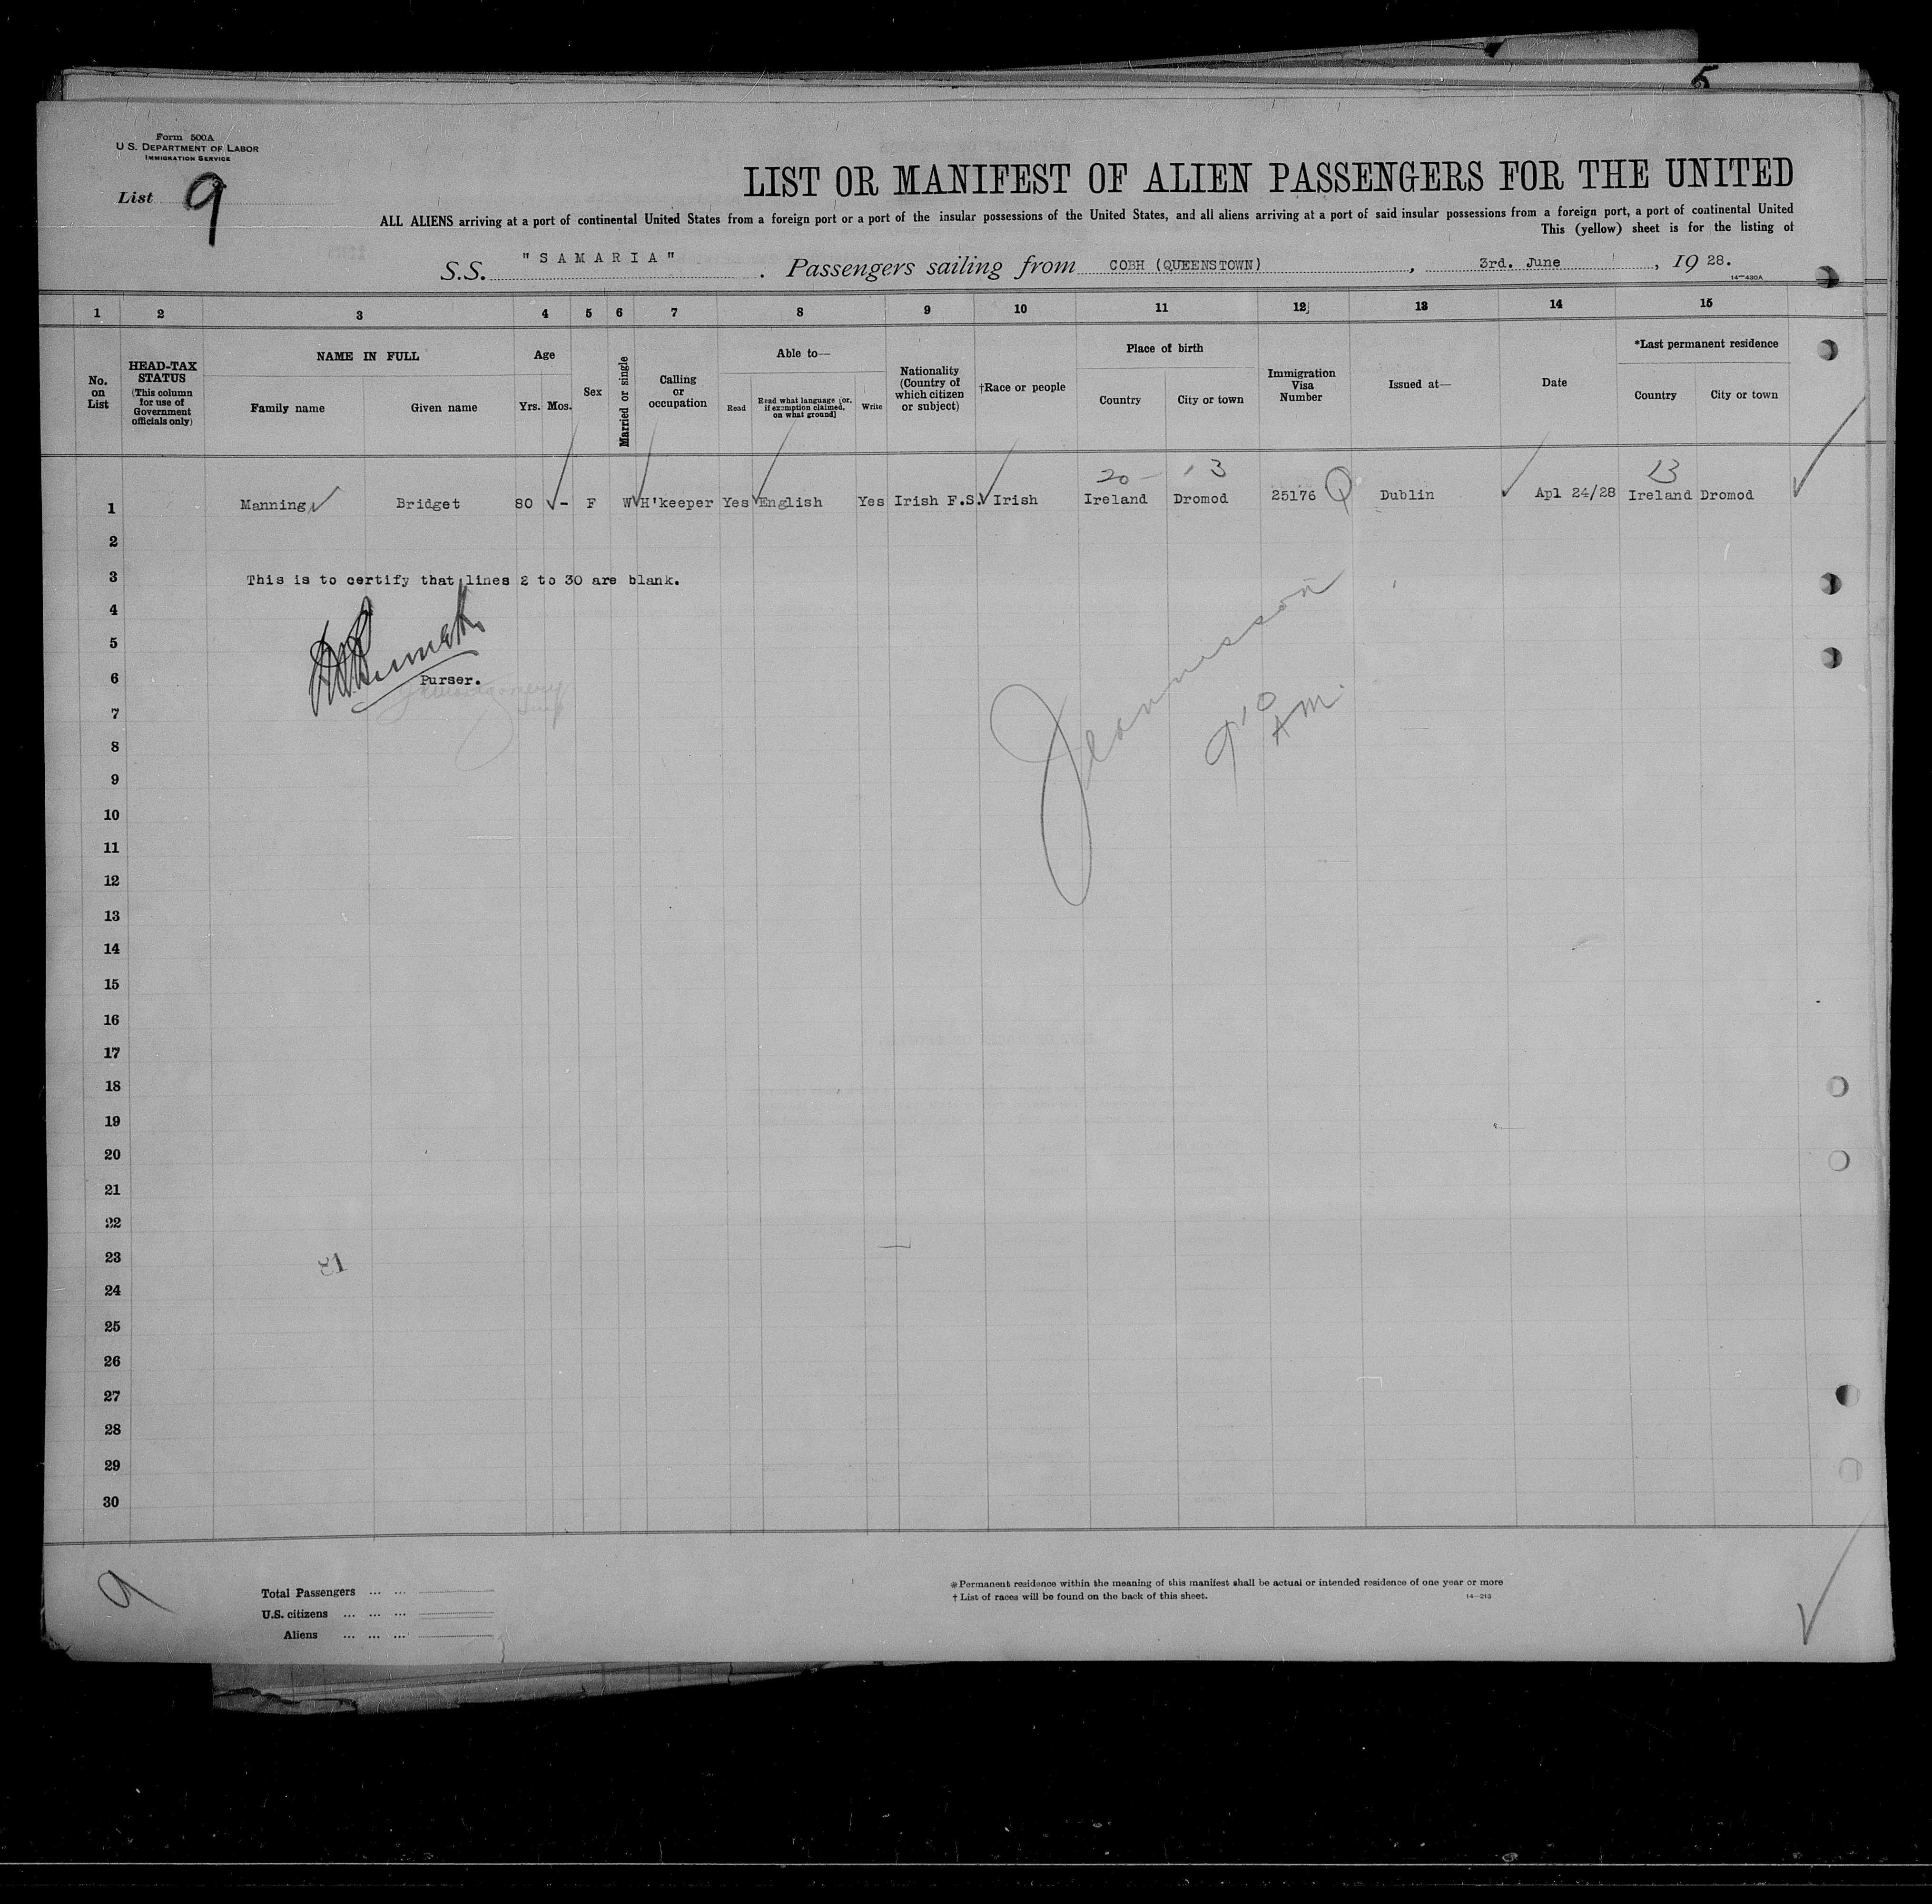 5
Form 500A
U.S. DEPARTMENT OF LABOR
IMMIGRATION SERVICE
List 9
LIST OR MANIFEST OF ALIEN PASSENGERS FOR THE UNITED
ALL ALIENS arriving at a port of continental United States from a foreign port or a port of the insular possessions of the United States, and all aliens arriving at a port of said insular possessions from a foreign port, a port of continental United
This (yellow) sheet is for the listing of
S.S. "SAMARIA". Passengers sailing from COBH (QUEENSTOWN), 3rd. June, 1928.
14—430A
1 2 3 4 5 6 7 8 9 10 11 12 13 14 15
No. on List
HEAD-TAX STATUS
(This column for use of Government officials only)
NAME IN FULL
Family name Given name
Age
Yrs. Mos.
Sex
Married or single
Calling or occupation
Able to—
Read
Read what language [or, if exemption claimed, on what ground]
Write
Nationality (Country of which citizen or subject)
†Race or people
Place of birth
Country City or town
Immigration Visa Number
Issued at—
Date
*Last permanent residence
Country City or town
20 — 3 13
1 Manning Bridget 80 - F W H'keeper Yes English Yes Irish F.S. Irish Ireland Dromod 25176 Q Dublin Apl 24/28 Ireland Dromod
2
3 This is to certify that lines 2 to 30 are blank.
4
5
6 Purser.
7
8
9
10
11
12
13
14
15
16
17
18
19
20
21
22
23
24
25
26
27
28
29
30
9 10 AM
9
Total Passengers ... ...
U.S. citizens ... ... ...
Aliens ... ... ...
*Permanent residence within the meaning of this manifest shall be actual or intended residence of one year or more
† List of races will be found on the back of this sheet.
14—213